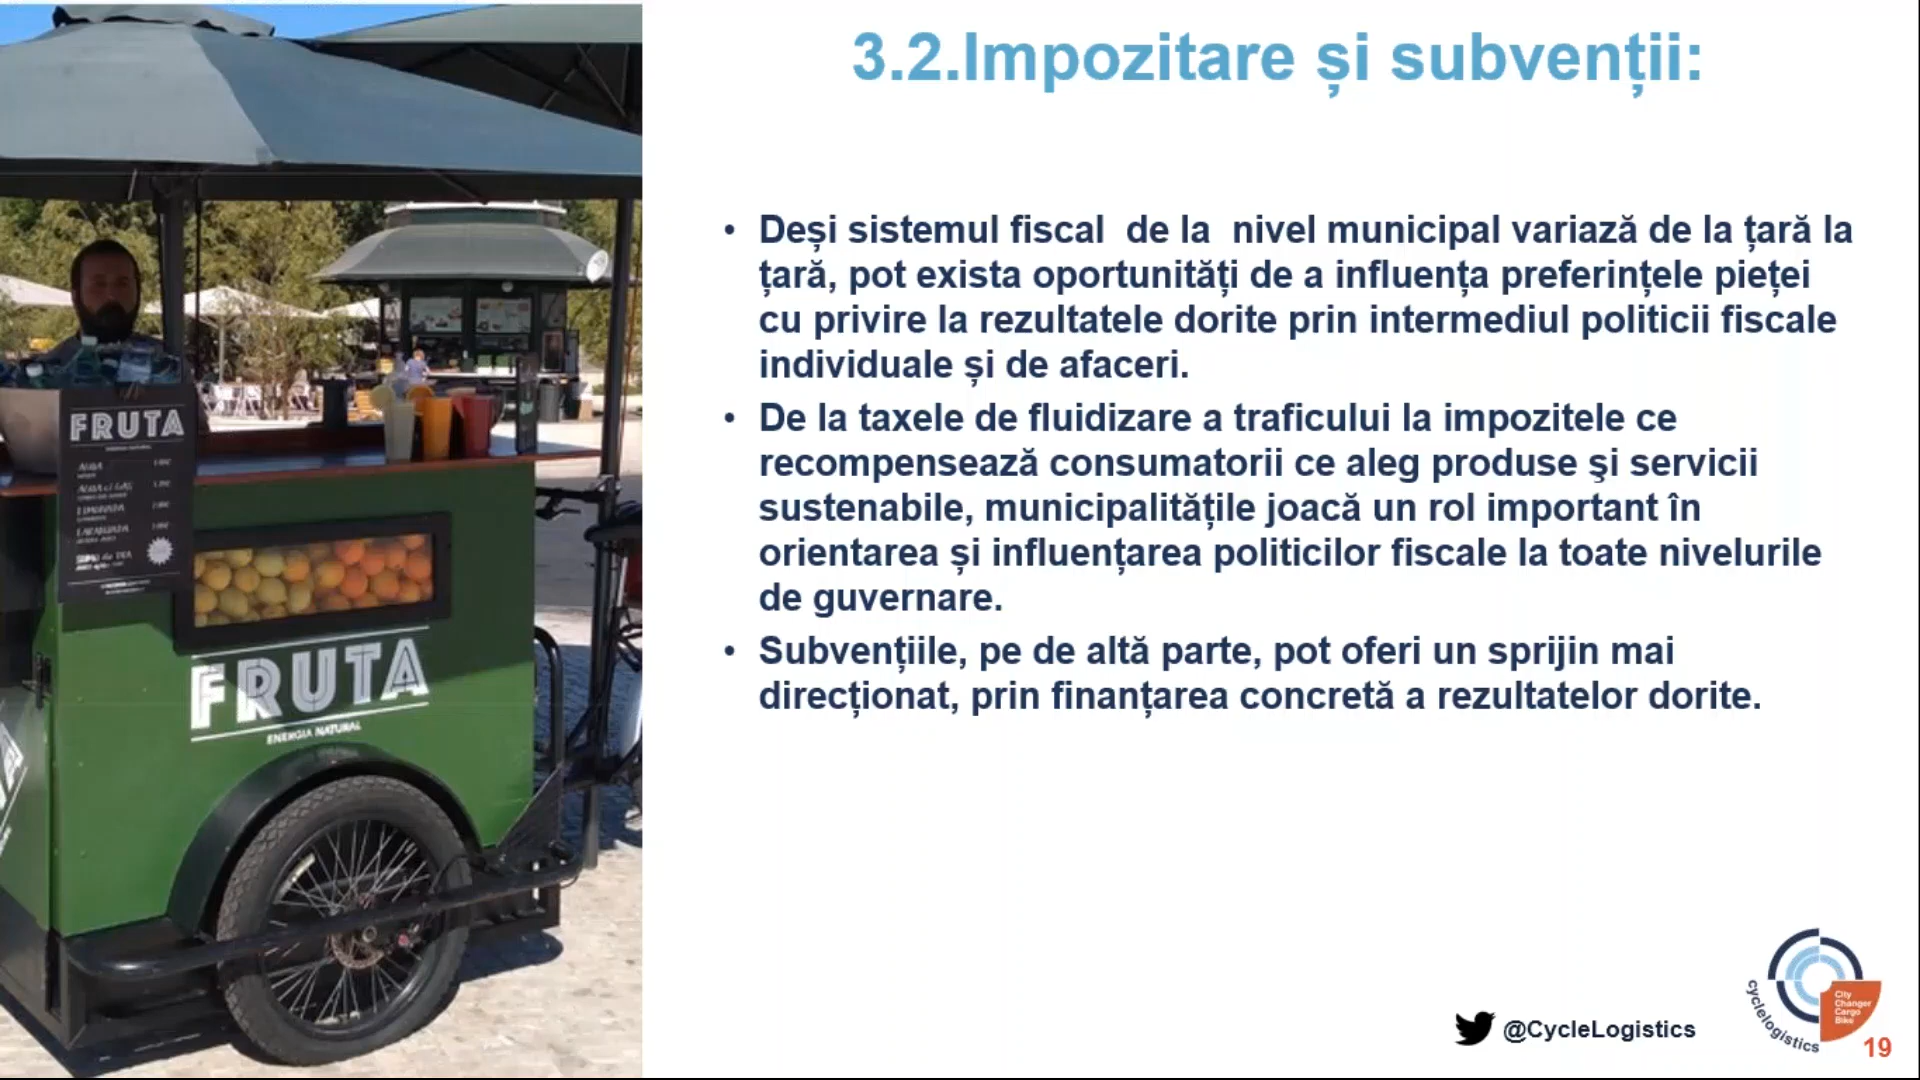 3.2.Impozitare și subvenții:
• Deși sistemul fiscal de la nivel municipal variază de la țară la
țară, pot exista oportunități de a influența preferințele pieței
cu privire la rezultatele dorite prin intermediul politicii fiscale
individuale și de afaceri.
• De la taxele de fluidizare a traficului la impozitele ce
recompensează consumatorii ce aleg produse şi servicii
sustenabile, municipalitățile joacă un rol important în
orientarea și influențarea politicilor fiscale la toate nivelurile
de guvernare.
• Subvențiile, pe de altă parte, pot oferi un sprijin mai
direcționat, prin finanțarea concretă a rezultatelor dorite.
FRUTA
LIMONADA
FRUTA
ENERGIA NATURAL
@CycleLogistics
cyclelogistics
City
Changer
Cargo
Bike
19